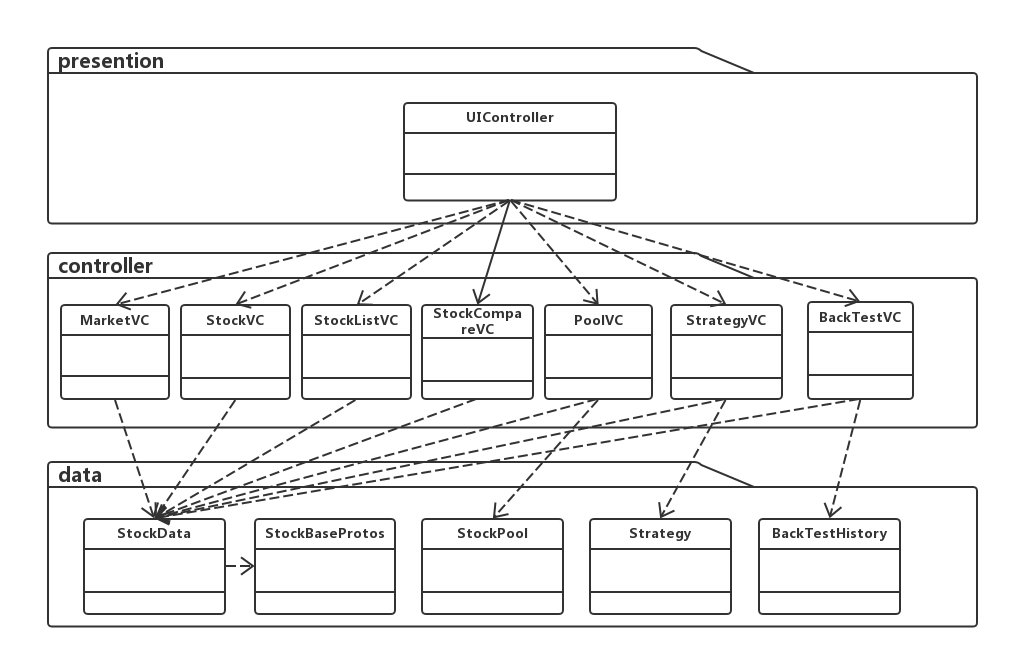 presention
UIController
controller
MarketVC
StockVC
StockListVC
StockCompa
reVC
PoolVC
StrategyVC
BackTestVC
data
StockData
StockBaseProtos
StockPool
Strategy
BackTestHistory